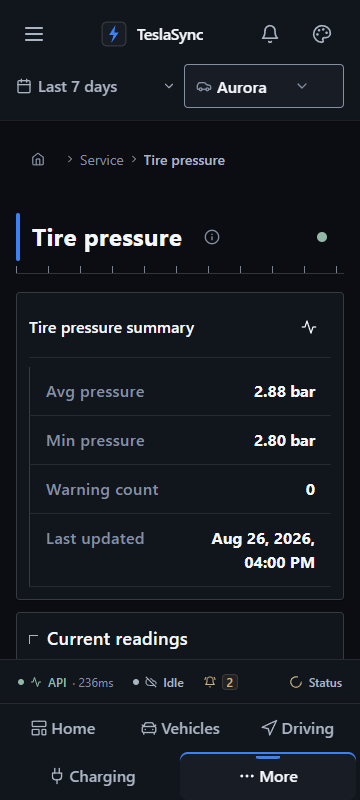 TeslaSync
Last 7 days
Aurora
Service
Tire pressure
Tire pressure
Tire pressure summary
Avg pressure 2.88 bar
Min pressure 2.80 bar
Warning count 0
Last updated Aug 26, 2026,
04:00 PM
Current readings
API · 236ms Idle 2 Status
Home Vehicles Driving
Charging More